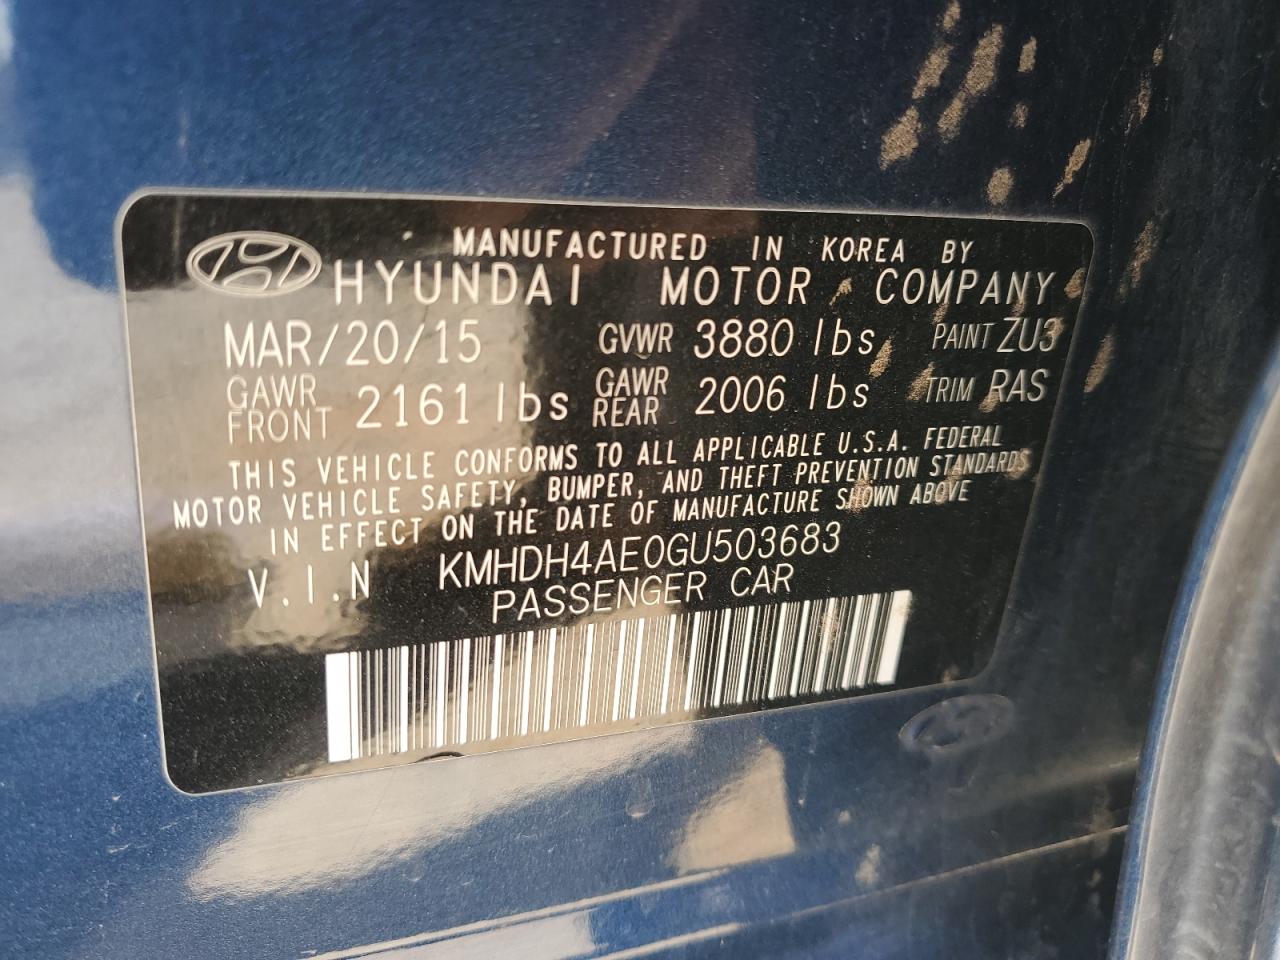 MANUFACTURED IN KOREA BY
HYUNDAI MOTOR COMPANY
MAR/20/15 GVWR 3880 lbs PAINT ZU3
GAWR FRONT 2161 lbs GAWR REAR 2006 lbs TRIM RAS
THIS VEHICLE CONFORMS TO ALL APPLICABLE U.S.A. FEDERAL
MOTOR VEHICLE SAFETY, BUMPER, AND THEFT PREVENTION STANDARDS
IN EFFECT ON THE DATE OF MANUFACTURE SHOWN ABOVE
V.I.N KMHDH4AE0GU503683
PASSENGER CAR